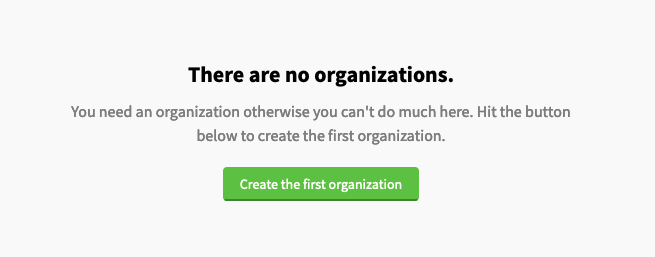 There are no organizations.
You need an organization otherwise you can't do much here. Hit the button
below to create the first organization.
Create the first organization